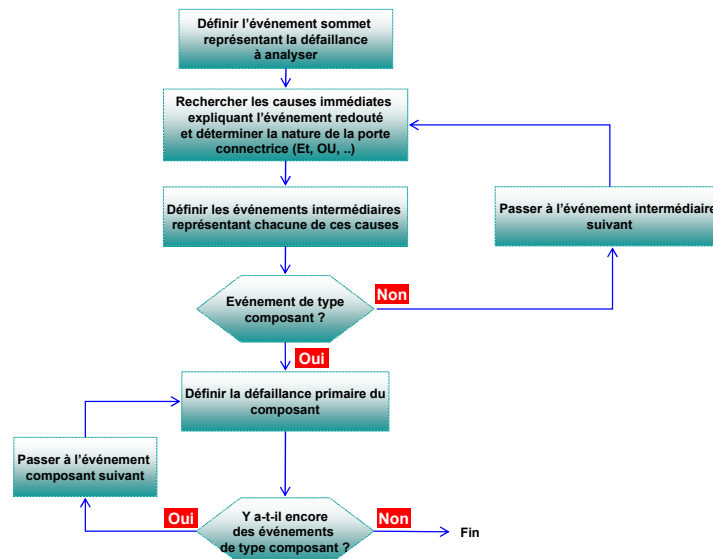 Définir l'événement sommet
représentant la défaillance
à analyser
Rechercher les causes immédiates
expliquant l'événement redouté
et déterminer la nature de la porte
connectrice (Et, OU, ..)
Définir les événements intermédiaires
représentant chacune de ces causes
Passer à l'événement intermédiaire
suivant
Evénement de type
composant ?
Non
Oui
Définir la défaillance primaire du
composant
Passer à l'événement
composant suivant
Oui
Y a-t-il encore
des événements
de type composant ?
Non
Fin